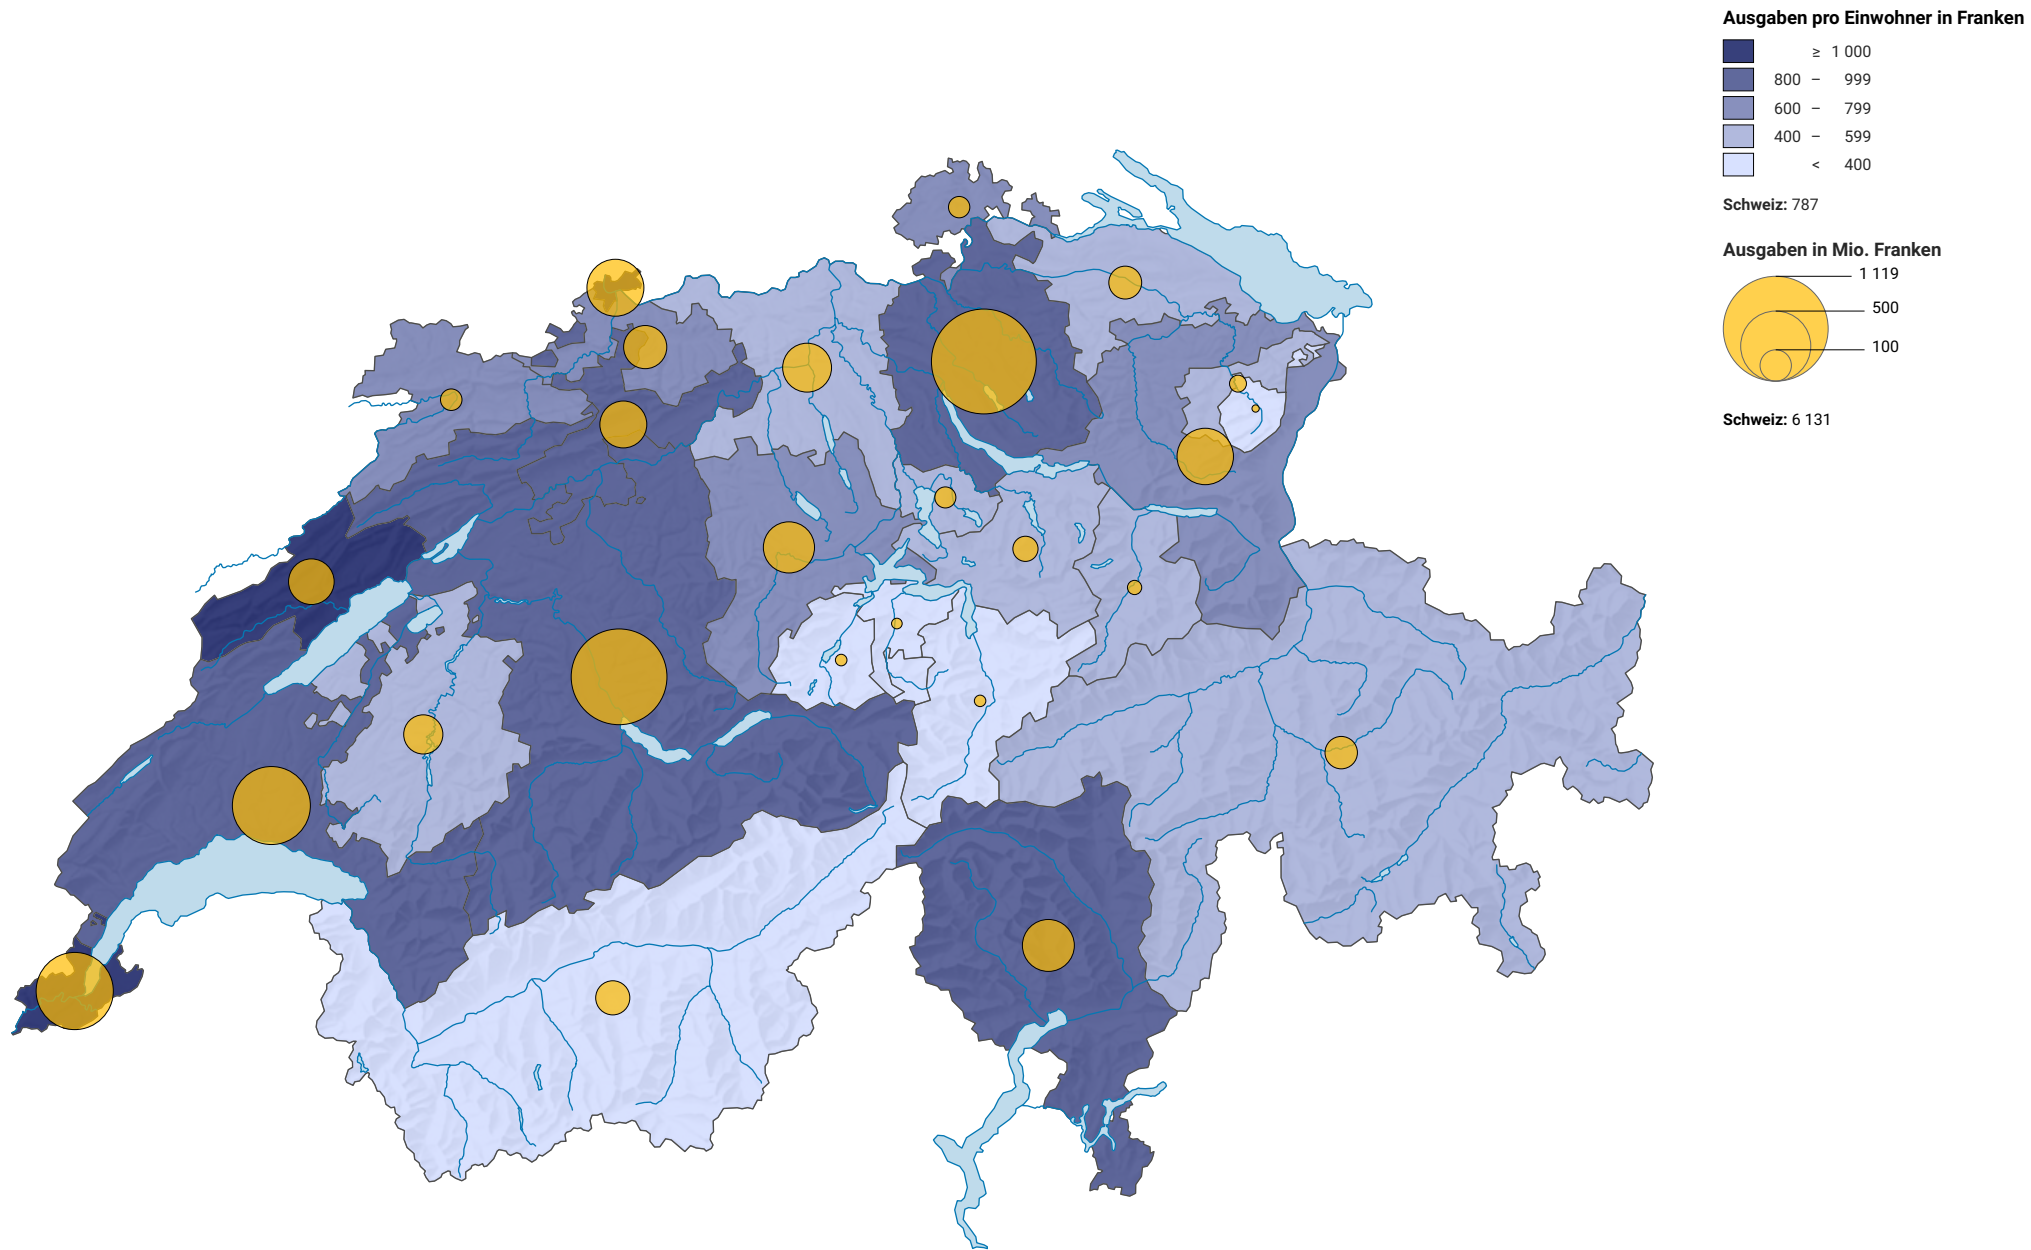 Ausgaben pro Einwohner in Franken
≥ 1 000
800 – 999
600 – 799
400 – 599
< 400
Schweiz: 787
Ausgaben in Mio. Franken
1 119
500
100
Schweiz: 6 131